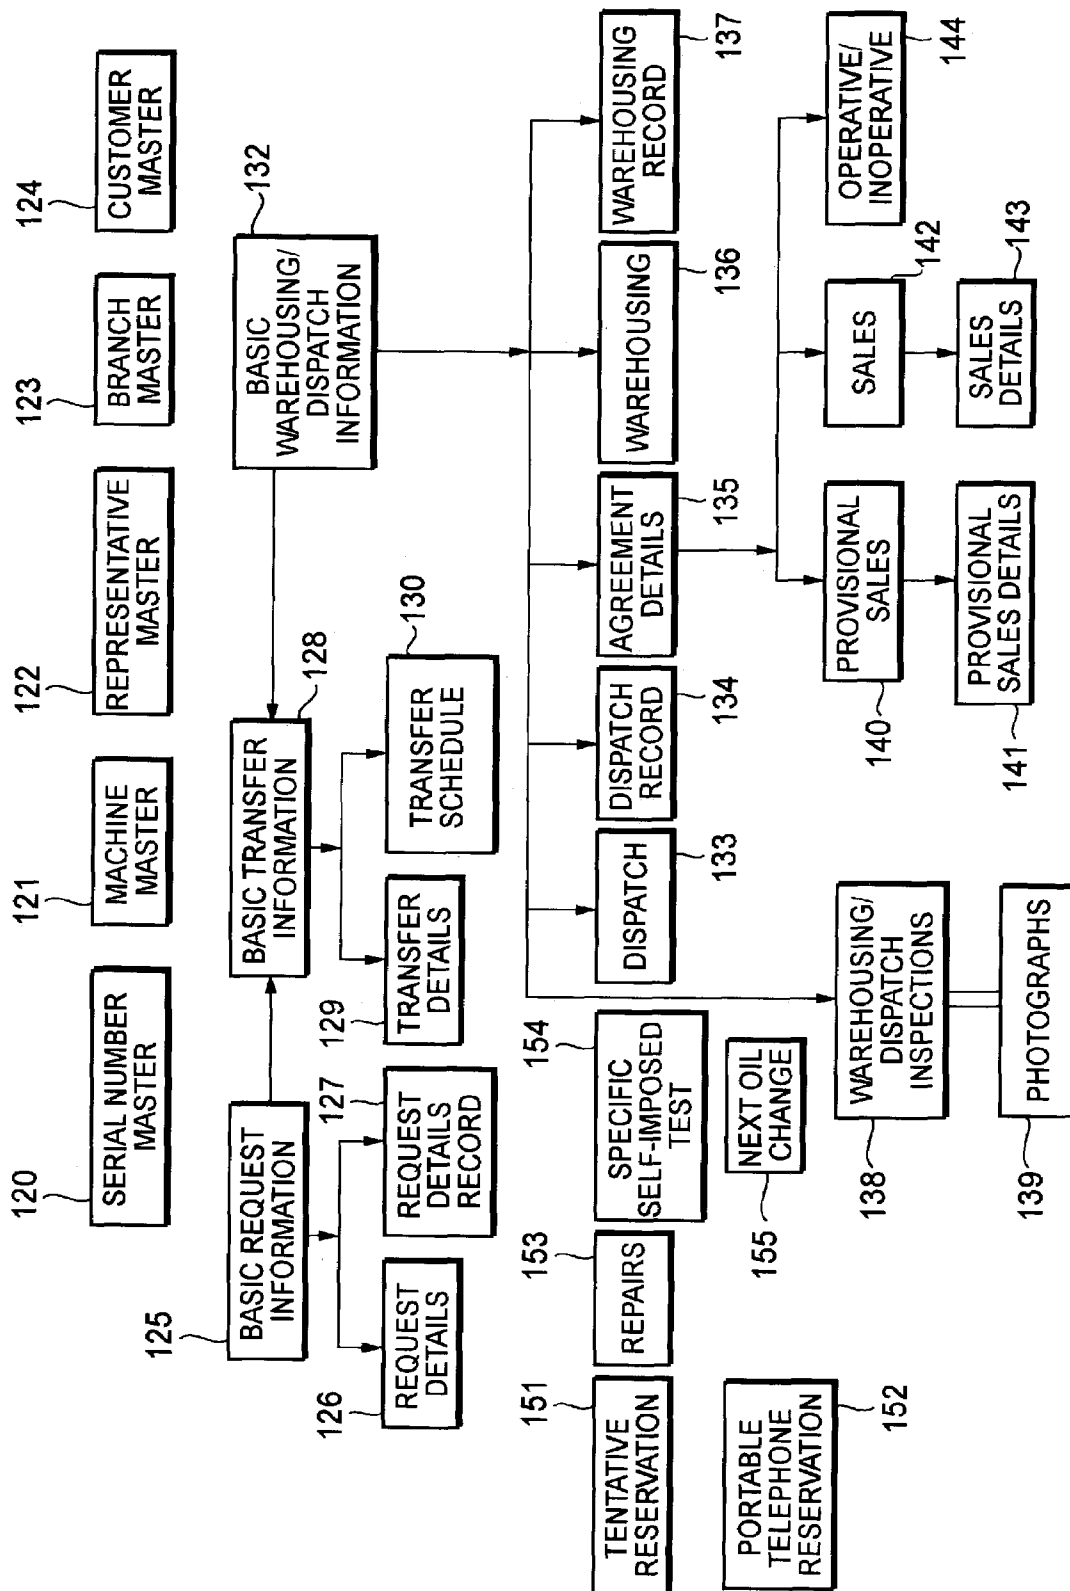 120
SERIAL NUMBER
MASTER
121
MACHINE
MASTER
122
REPRESENTATIVE
MASTER
123
BRANCH
MASTER
124
CUSTOMER
MASTER
125
BASIC REQUEST
INFORMATION
BASIC TRANSFER
INFORMATION
128
BASIC
WAREHOUSING/
DISPATCH
INFORMATION
132
126
REQUEST
DETAILS
127
REQUEST
DETAILS
RECORD
129
TRANSFER
DETAILS
TRANSFER
SCHEDULE
130
151
TENTATIVE
RESERVATION
153
REPAIRS
154
SPECIFIC
SELF-IMPOSED
TEST
DISPATCH
133
DISPATCH
RECORD
134
AGREEMENT
DETAILS
135
WAREHOUSING
136
WAREHOUSING
RECORD
137
PORTABLE
TELEPHONE
RESERVATION
152
NEXT OIL
CHANGE
155
WAREHOUSING/
DISPATCH
INSPECTIONS
138
PHOTOGRAPHS
139
PROVISIONAL
SALES
140
SALES
142
OPERATIVE/
INOPERATIVE
144
PROVISIONAL
SALES DETAILS
141
SALES
DETAILS
143